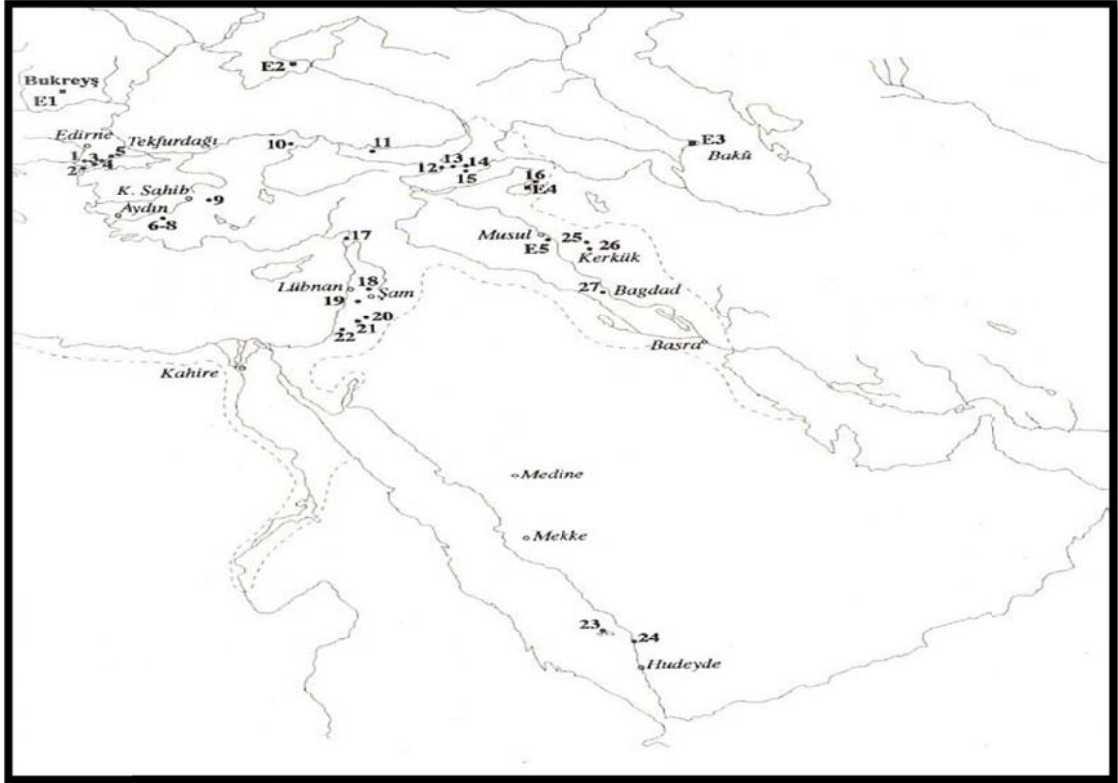 E2
Bukreyş
E1
Edirne
Tekfurdağı
1
3
5
4
2
10
11
E3
Bakû
12
13
14
15
16
E4
K. Sahib
9
Aydın
6-8
17
Musul
E5
25
26
Kerkük
Lübnan
18
Şam
19
20
21
22
27
Bagdad
Basra
Kahire
Medine
Mekke
23
24
Hudeyde